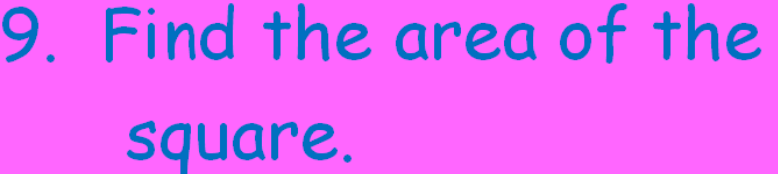 9. Find the area of the
square.